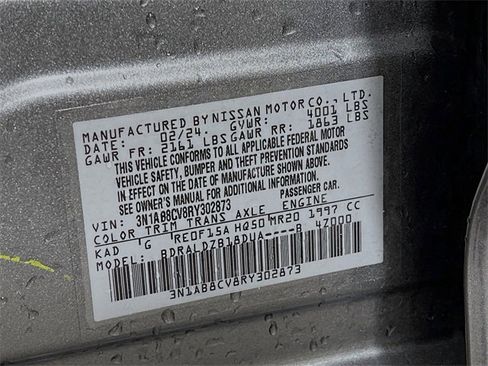 MANUFACTURED BY NISSAN MOTOR CO., LTD.
DATE: 02/24 GVWR: 4001 LBS
GAWR FR: 2161 LBS GAWR RR: 1863 LBS
THIS VEHICLE CONFORMS TO ALL APPLICABLE FEDERAL MOTOR
VEHICLE SAFETY, BUMPER AND THEFT PREVENTION STANDARDS
IN EFFECT ON THE DATE OF MANUFACTURE SHOWN ABOVE.
SEE OWNER'S MANUAL FOR ADDITIONAL INFORMATION.
VIN: 3N1AB8CV8RY302873 PASSENGER CAR.
COLOR TRIM TRANS AXLE ENGINE
KAD G RE0F15A HQ50 MR20 1997 CC
MODEL: BDRALDZB18DUA----B 4Z000
3N1AB8CV8RY302873